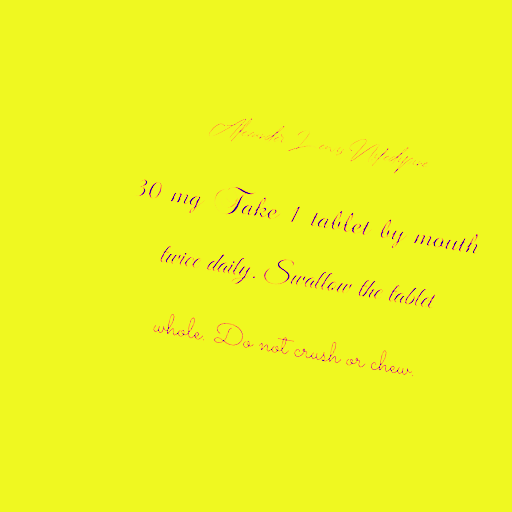 Alexander Lewis Nifedipine
30 mg Take 1 tablet by mouth
twice daily. Swallow the tablet
whole. Do not crush or chew.